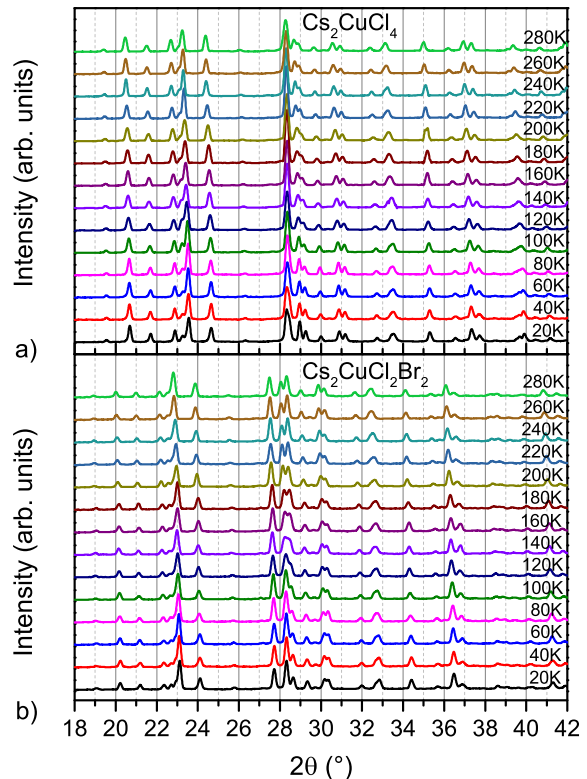 Cs₂CuCl₄
280K
260K
240K
220K
200K
180K
160K
140K
120K
100K
80K
60K
40K
20K
Intensity (arb. units)
a)
Cs₂CuCl₂Br₂
280K
260K
240K
220K
200K
180K
160K
140K
120K
100K
80K
60K
40K
20K
Intensity (arb. units)
b)
18 20 22 24 26 28 30 32 34 36 38 40 42
2θ (°)